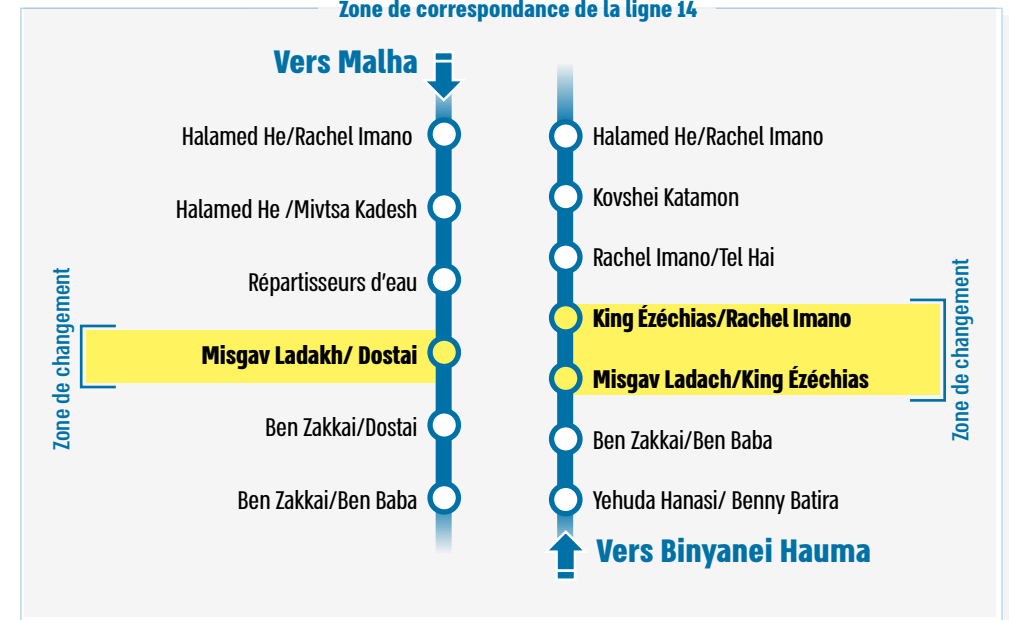 Zone de correspondance de la ligne 14
Vers Malha
Halamed He/Rachel Imano
Halamed He /Mivtsa Kadesh
Répartisseurs d'eau
Misgav Ladakh/ Dostai
Ben Zakkai/Dostai
Ben Zakkai/Ben Baba
Zone de changement
Halamed He/Rachel Imano
Kovshei Katamon
Rachel Imano/Tel Hai
King Ézéchias/Rachel Imano
Misgav Ladach/King Ézéchias
Ben Zakkai/Ben Baba
Yehuda Hanasi/ Benny Batira
Vers Binyanei Hauma
Zone de changement